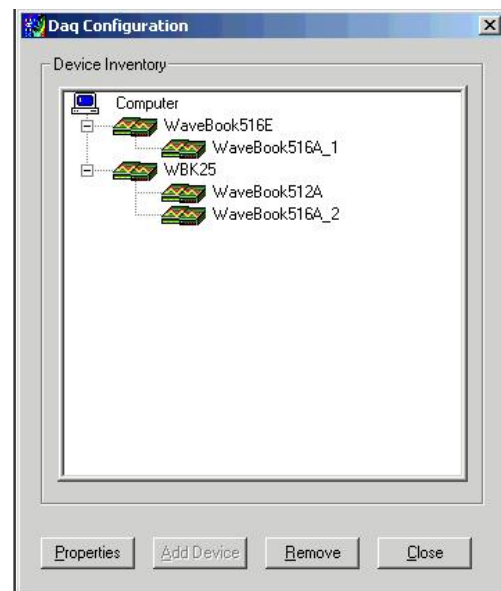 Daq Configuration
Device Inventory
Computer
WaveBook516E
WaveBook516A_1
WBK25
WaveBook512A
WaveBook516A_2
Properties Add Device Remove Close